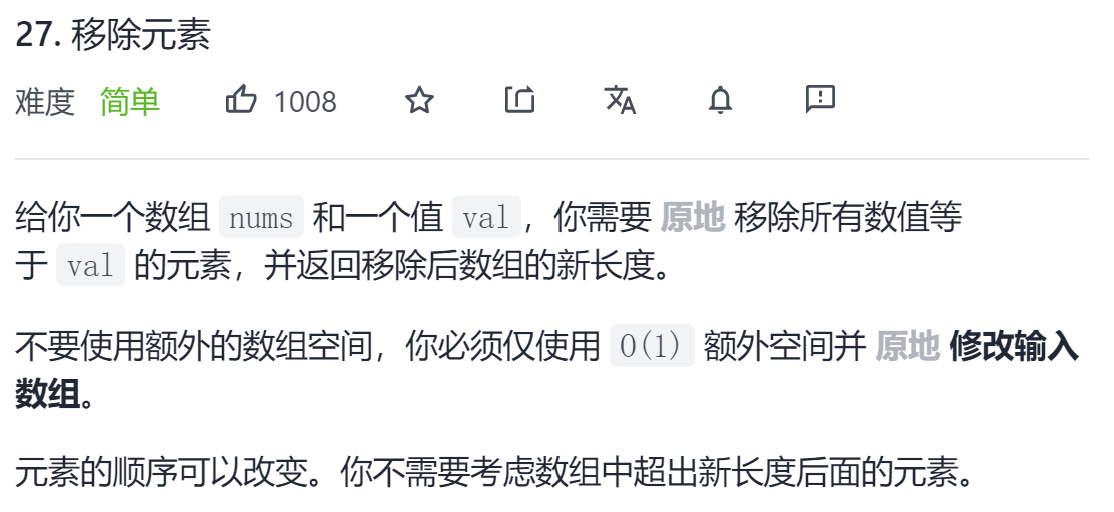 27. 移除元素
难度 简单 1008
给你一个数组 nums 和一个值 val，你需要 原地 移除所有数值等
于 val 的元素，并返回移除后数组的新长度。
不要使用额外的数组空间，你必须仅使用 O(1) 额外空间并 原地 修改输入
数组。
元素的顺序可以改变。你不需要考虑数组中超出新长度后面的元素。